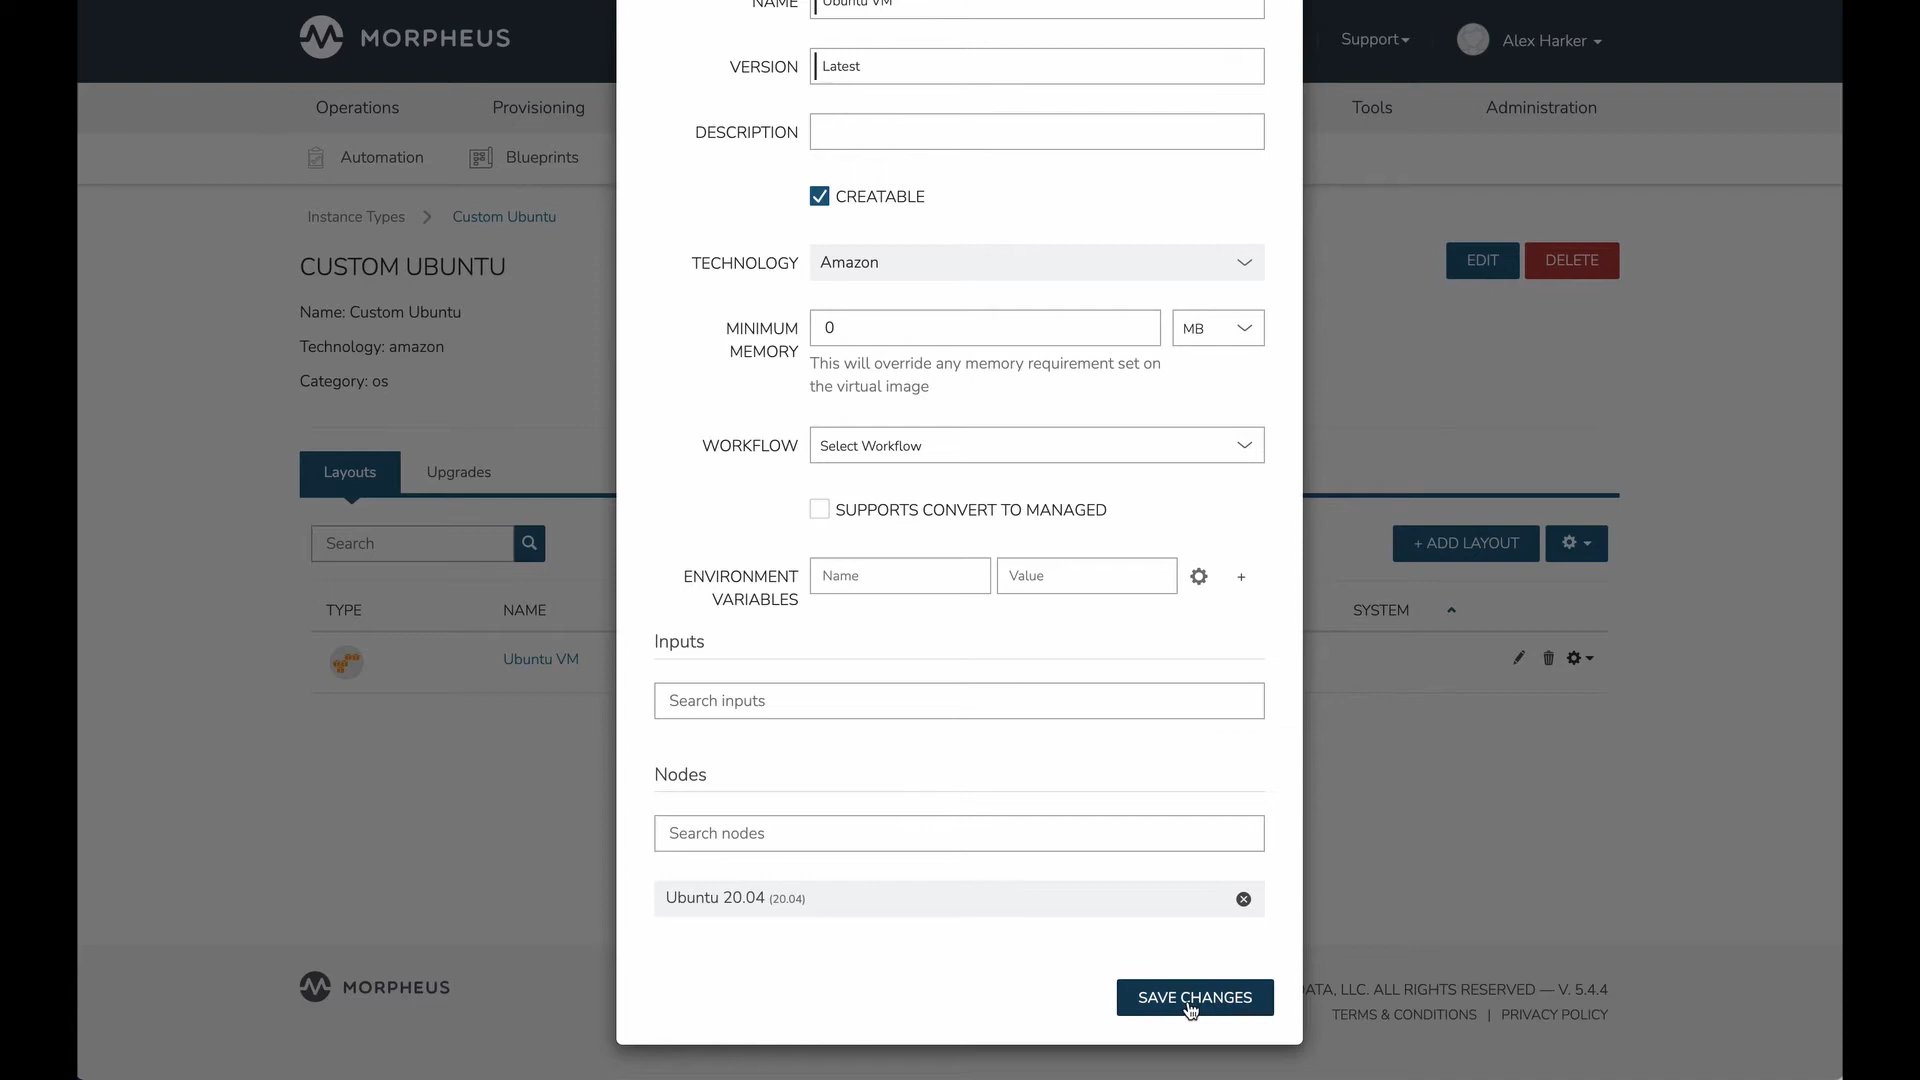 MORPHEUS
Support
Alex Harker
Operations
Provisioning
Tools
Administration
Automation
Blueprints
Instance Types
Custom Ubuntu
CUSTOM UBUNTU
EDIT
DELETE
Name: Custom Ubuntu
Technology: amazon
Category: os
Layouts
Upgrades
Search
+ ADD LAYOUT
TYPE
NAME
SYSTEM
Ubuntu VM
NAME
Ubuntu VM
VERSION
Latest
DESCRIPTION
CREATABLE
TECHNOLOGY
Amazon
MINIMUM
MEMORY
0
MB
This will override any memory requirement set on
the virtual image
WORKFLOW
Select Workflow
SUPPORTS CONVERT TO MANAGED
ENVIRONMENT
VARIABLES
Name
Value
+
Inputs
Search inputs
Nodes
Search nodes
Ubuntu 20.04 (20.04)
SAVE CHANGES
MORPHEUS
LLC. ALL RIGHTS RESERVED — V. 5.4.4
TERMS & CONDITIONS | PRIVACY POLICY